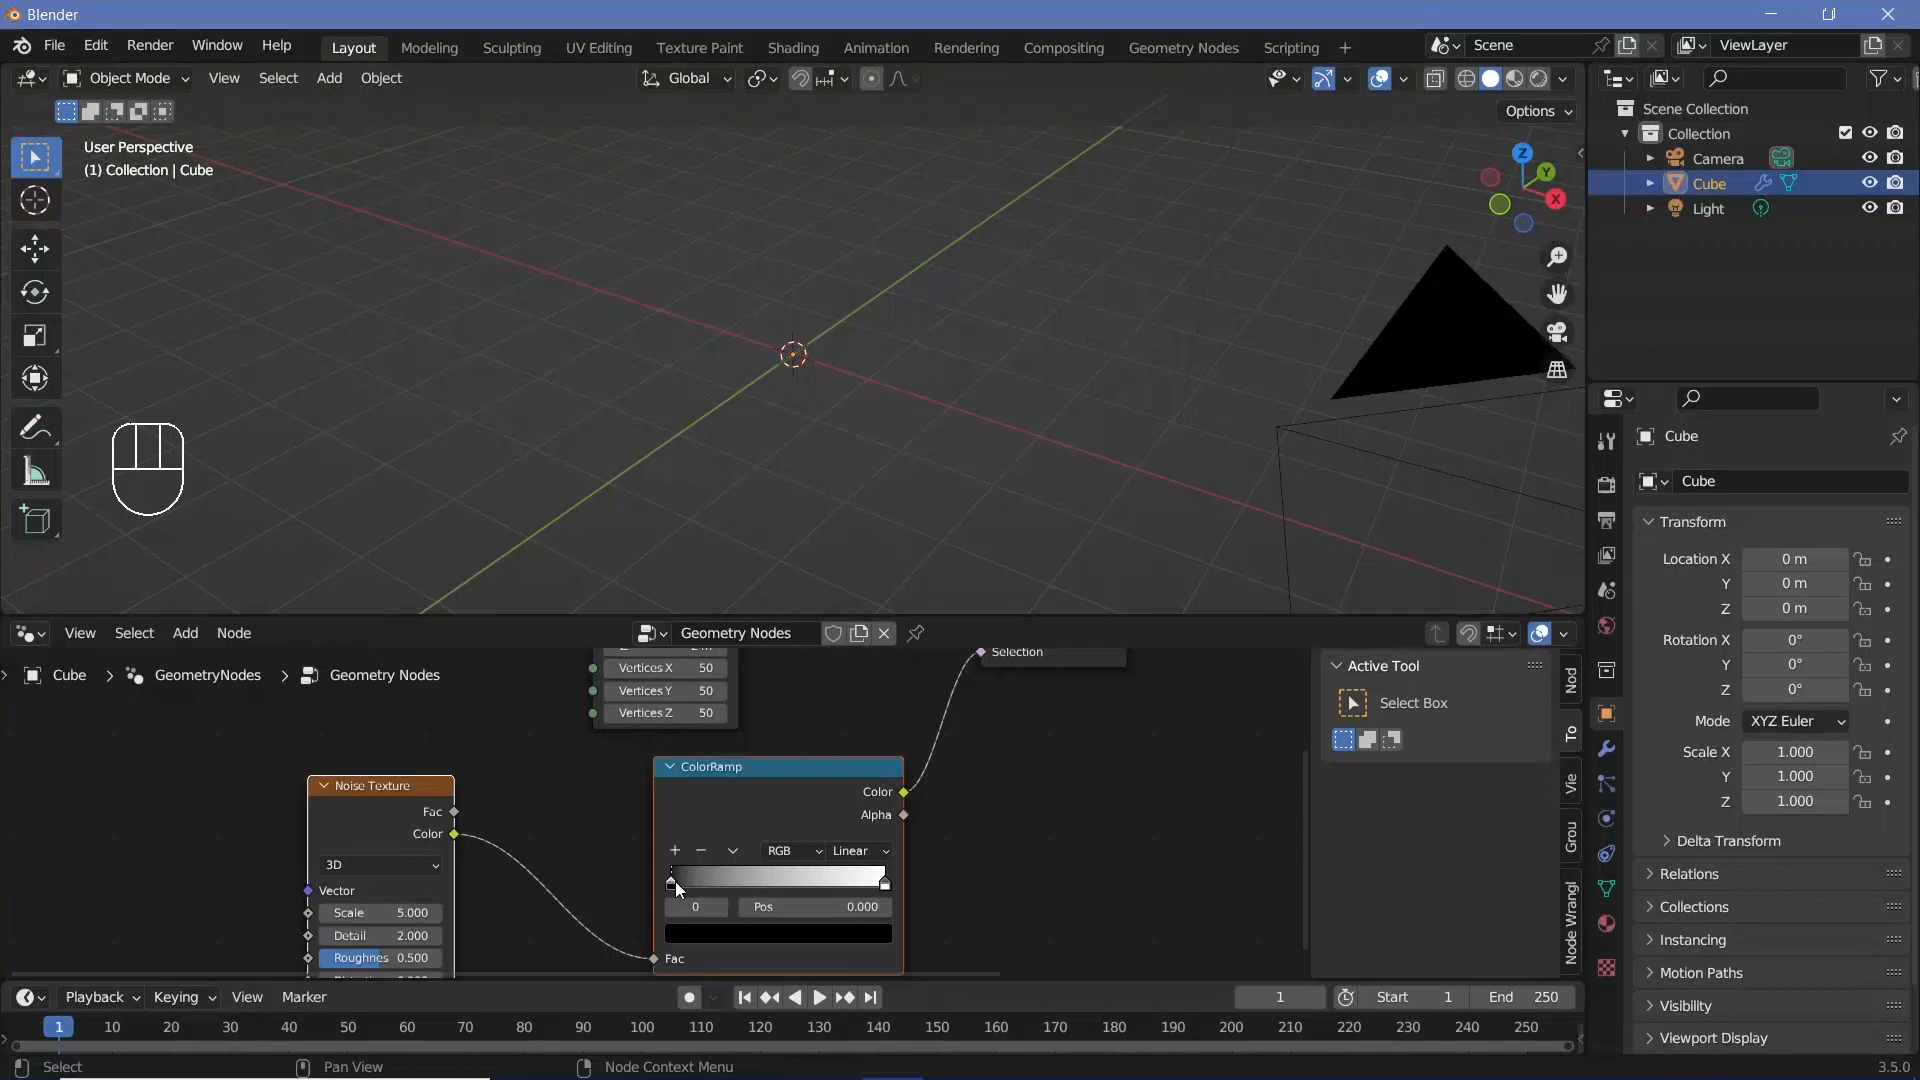 Blender
File Edit Render Window Help Layout Modeling Sculpting UV Editing Texture Paint Shading Animation Rendering Compositing Geometry Nodes Scripting + Scene ViewLayer
Object Mode View Select Add Object Global
Options
User Perspective
(1) Collection | Cube
Z
Y
X
Scene Collection
Collection
Camera
Cube
Light
Cube
Cube
Transform
Location X 0 m
Y 0 m
Z 0 m
Rotation X 0°
Y 0°
Z 0°
Mode XYZ Euler
Scale X 1.000
Y 1.000
Z 1.000
Delta Transform
Relations
Collections
Instancing
Motion Paths
Visibility
Viewport Display
View Select Add Node Geometry Nodes
Cube > GeometryNodes > Geometry Nodes
Vertices X 50
Vertices Y 50
Vertices Z 50
Selection
Noise Texture
Fac
Color
3D
Vector
Scale 5.000
Detail 2.000
Roughnes 0.500
ColorRamp
Color
Alpha
+ − RGB Linear
0 Pos 0.000
Fac
Active Tool
Select Box
Nod
To
Vie
Grou
Node Wrangl
Playback Keying View Marker 1 Start 1 End 250
1 10 20 30 40 50 60 70 80 90 100 110 120 130 140 150 160 170 180 190 200 210 220 230 240 250
Select Pan View Node Context Menu 3.5.0